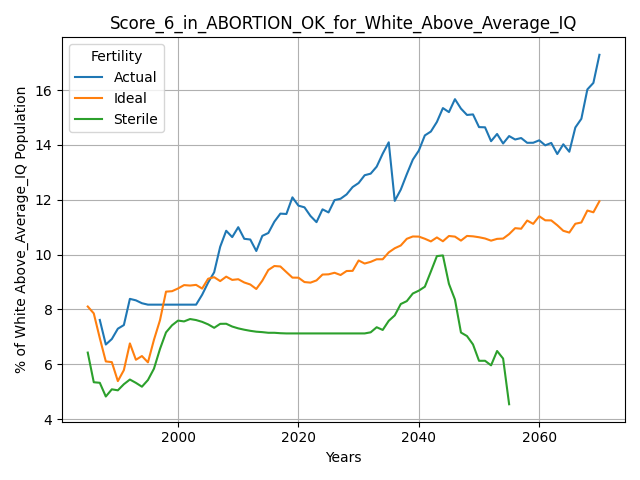 Score_6_in_ABORTION_OK_for_White_Above_Average_IQ
Fertility
Actual
Ideal
Sterile
% of White Above_Average_IQ Population
16
14
12
10
8
6
4
2000 2020 2040 2060
Years